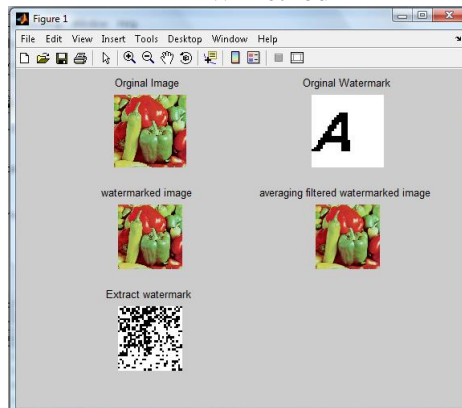 Figure 1
File Edit View Insert Tools Desktop Window Help
Orginal Image
Orginal Watermark
A
watermarked image
averaging filtered watermarked image
Extract watermark